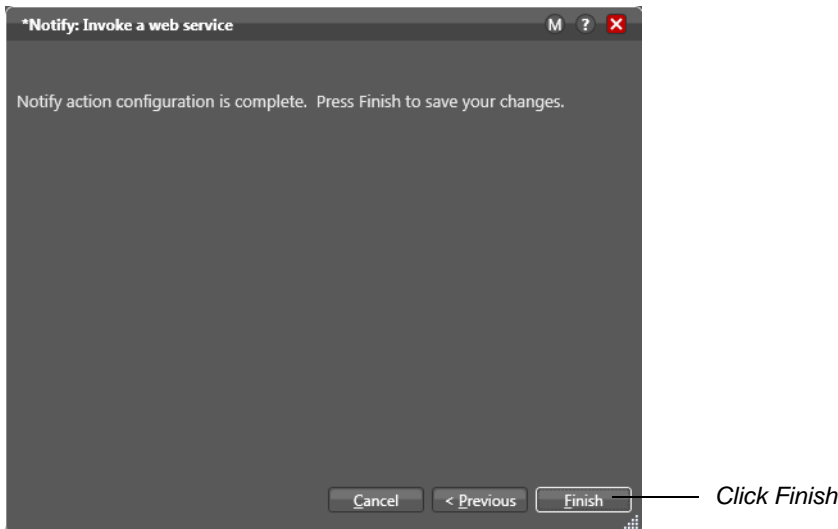 *Notify: Invoke a web service M ? X
Notify action configuration is complete. Press Finish to save your changes.
Cancel < Previous Finish Click Finish